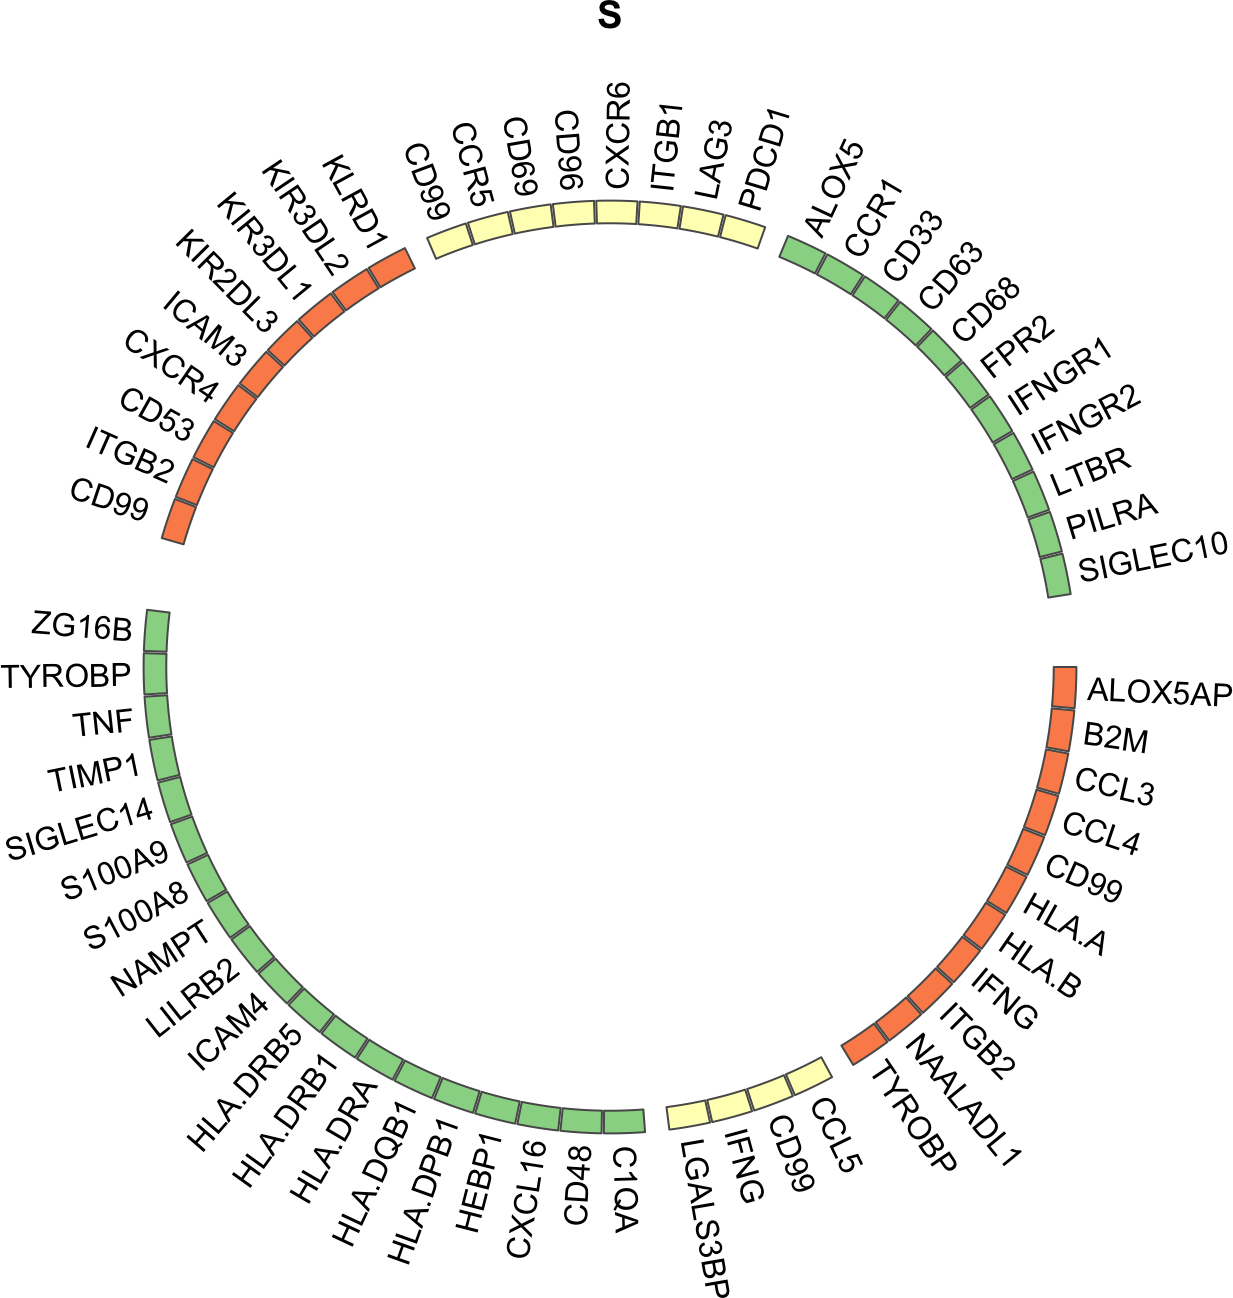 S
CD99
ITGB2
CD53
CXCR4
ICAM3
KIR2DL3
KIR3DL1
KIR3DL2
KLRD1
CD99
CCR5
CD69
CD96
CXCR6
ITGB1
LAG3
PDCD1
ALOX5
CCR1
CD33
CD63
CD68
FPR2
IFNGR1
IFNGR2
LTBR
PILRA
SIGLEC10
ALOX5AP
B2M
CCL3
CCL4
CD99
HLA.A
HLA.B
IFNG
ITGB2
NAALADL1
TYROBP
CCL5
CD99
IFNG
LGALS3BP
C1QA
CD48
CXCL16
HEBP1
HLA.DPB1
HLA.DQB1
HLA.DRA
HLA.DRB1
HLA.DRB5
ICAM4
LILRB2
NAMPT
S100A8
S100A9
SIGLEC14
TIMP1
TNF
TYROBP
ZG16B